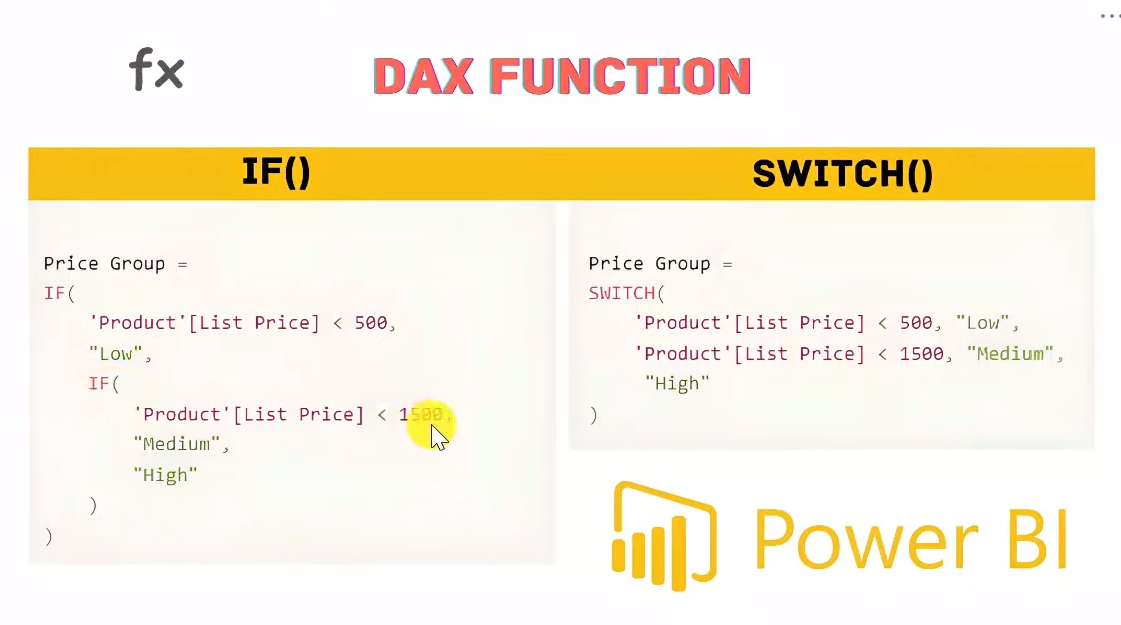 fx
DAX FUNCTION
IF()
Price Group =
IF(
'Product'[List Price] < 500,
"Low",
IF(
'Product'[List Price] < 1500,
"Medium",
"High"
)
)
SWITCH()
Price Group =
SWITCH(
'Product'[List Price] < 500, "Low",
'Product'[List Price] < 1500, "Medium",
"High"
)
Power BI